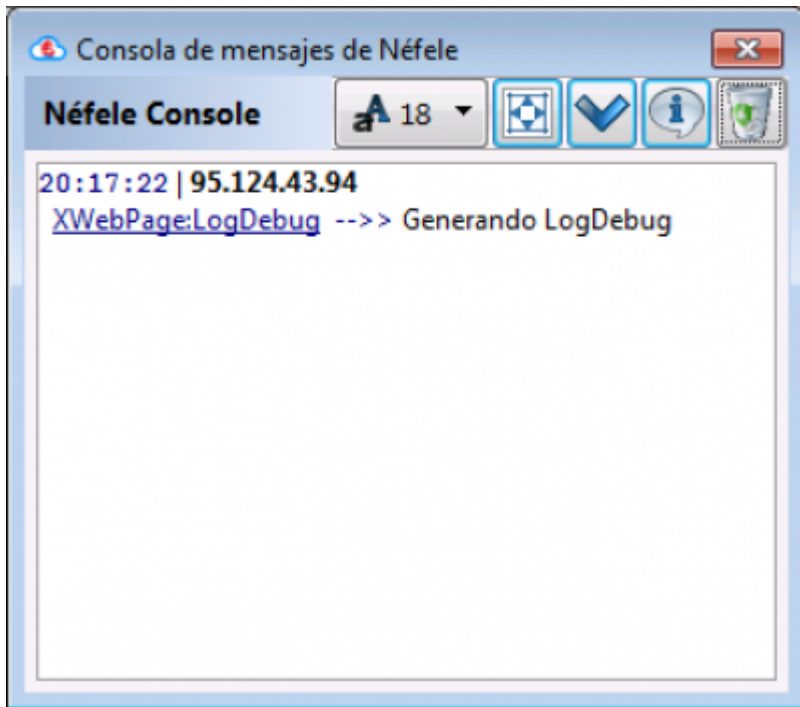 Consola de mensajes de Néfele
Néfele Console aA 18
20:17:22 | 95.124.43.94
XWebPage:LogDebug -->> Generando LogDebug